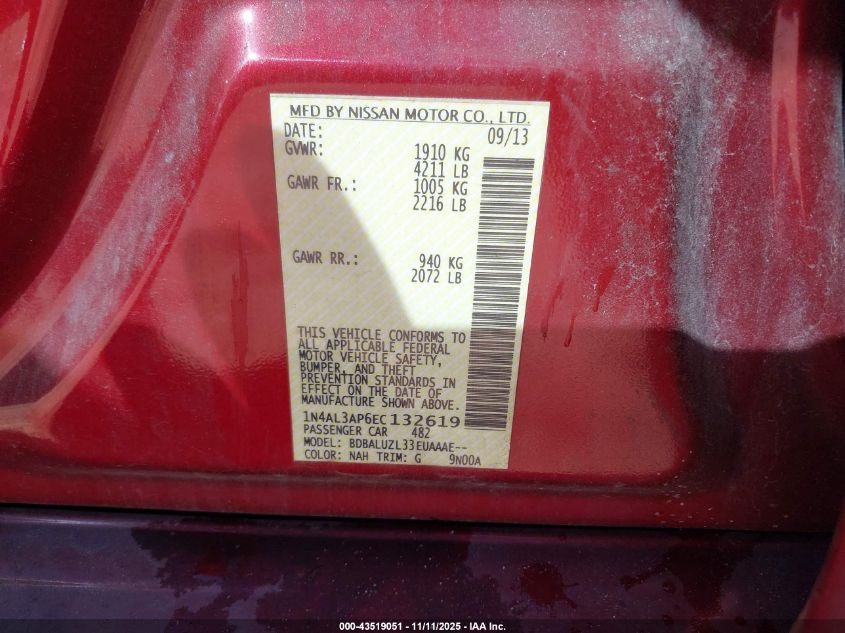 MFD BY NISSAN MOTOR CO., LTD.
DATE: 09/13
GVWR: 1910 KG
4211 LB
GAWR FR.: 1005 KG
2216 LB
GAWR RR.: 940 KG
2072 LB
THIS VEHICLE CONFORMS TO
ALL APPLICABLE FEDERAL
MOTOR VEHICLE SAFETY,
BUMPER, AND THEFT
PREVENTION STANDARDS IN
EFFECT ON THE DATE OF
MANUFACTURE SHOWN ABOVE.
1N4AL3AP6EC132619
PASSENGER CAR 482
MODEL: BDBALUZL33EUAAAE--
COLOR: NAH TRIM: G 9N00A
000-43519051 - 11/11/2025 - IAA Inc.